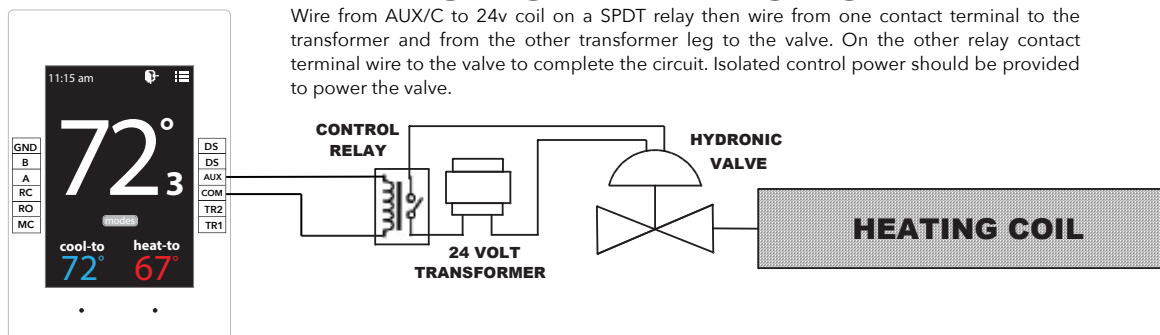 Wire from AUX/C to 24v coil on a SPDT relay then wire from one contact terminal to the
transformer and from the other transformer leg to the valve. On the other relay contact
terminal wire to the valve to complete the circuit. Isolated control power should be provided
to power the valve.
11:15 am
72°
3
modes
cool-to
72°
heat-to
67°
GND
B
A
RC
RO
MC
DS
DS
AUX
COM
TR2
TR1
CONTROL
RELAY
24 VOLT
TRANSFORMER
HYDRONIC
VALVE
HEATING COIL